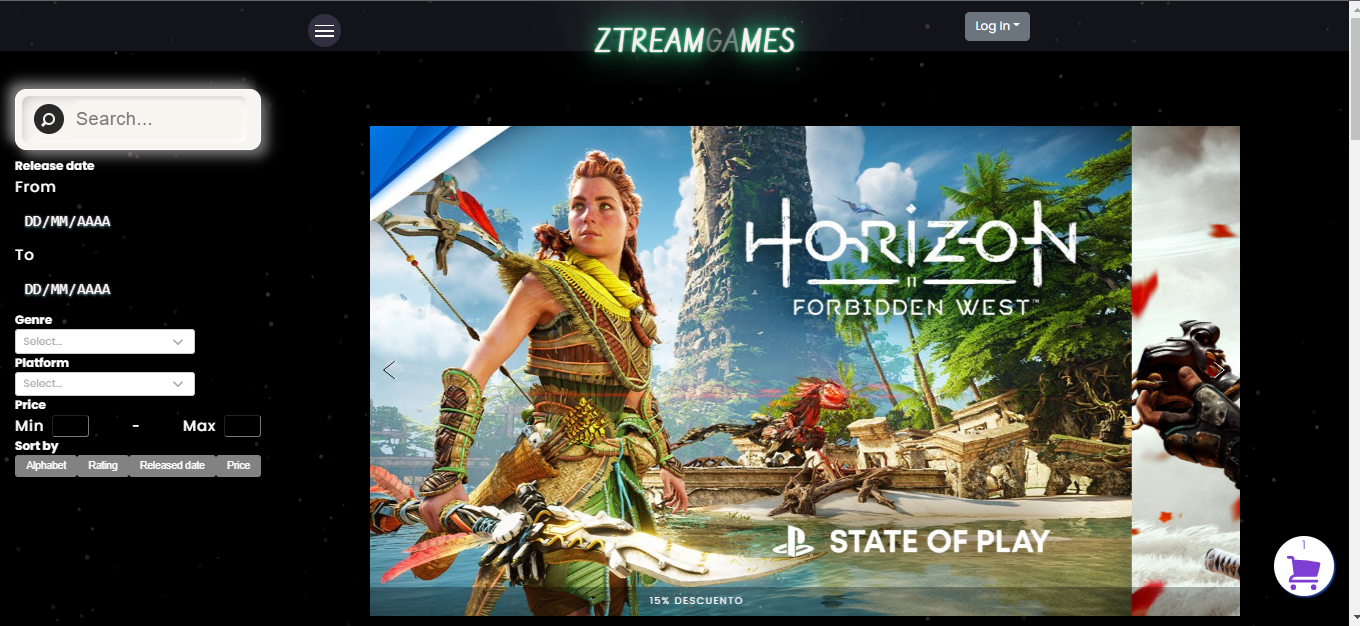 ZTREAMGAMES
Log In
Search...
Release date
From
DD/MM/AAAA
To
DD/MM/AAAA
Genre
Select...
Platform
Select...
Price
Min - Max
Sort by
Alphabet Rating Released date Price
HORIZON
II
FORBIDDEN WEST™
STATE OF PLAY
15% DESCUENTO
1